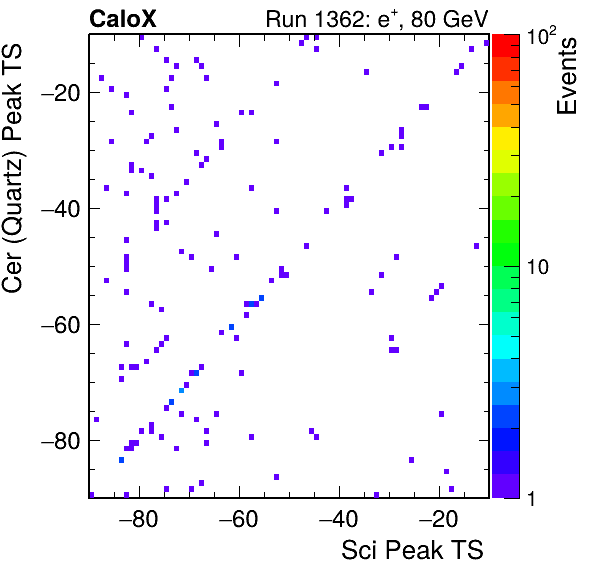 CaloX
Run 1362: e+, 80 GeV
Cer (Quartz) Peak TS
−20
−40
−60
−80
−80
−60
−40
−20
Sci Peak TS
10²
10
1
Events